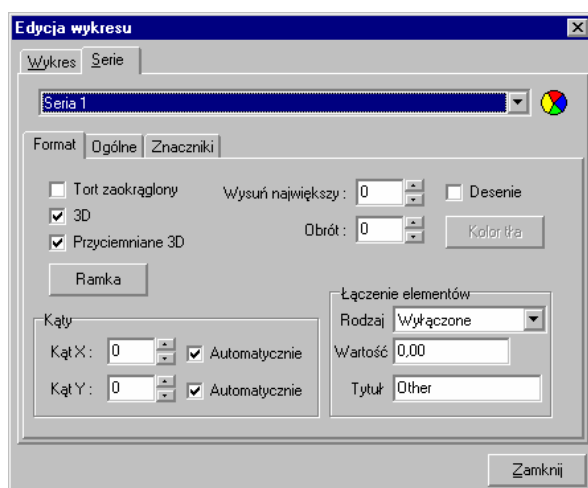 Edycja wykresu
Wykres Serie
Seria 1
Format Ogólne Znaczniki
Tort zaokrąglony Wysuń największy : 0 Desenie
3D Obrót : 0 Kolor tła
Przyciemniane 3D
Ramka
Łączenie elementów
Kąty Rodzaj Wyłączone
Kąt X : 0 Automatycznie Wartość 0,00
Kąt Y : 0 Automatycznie Tytuł Other
Zamknij